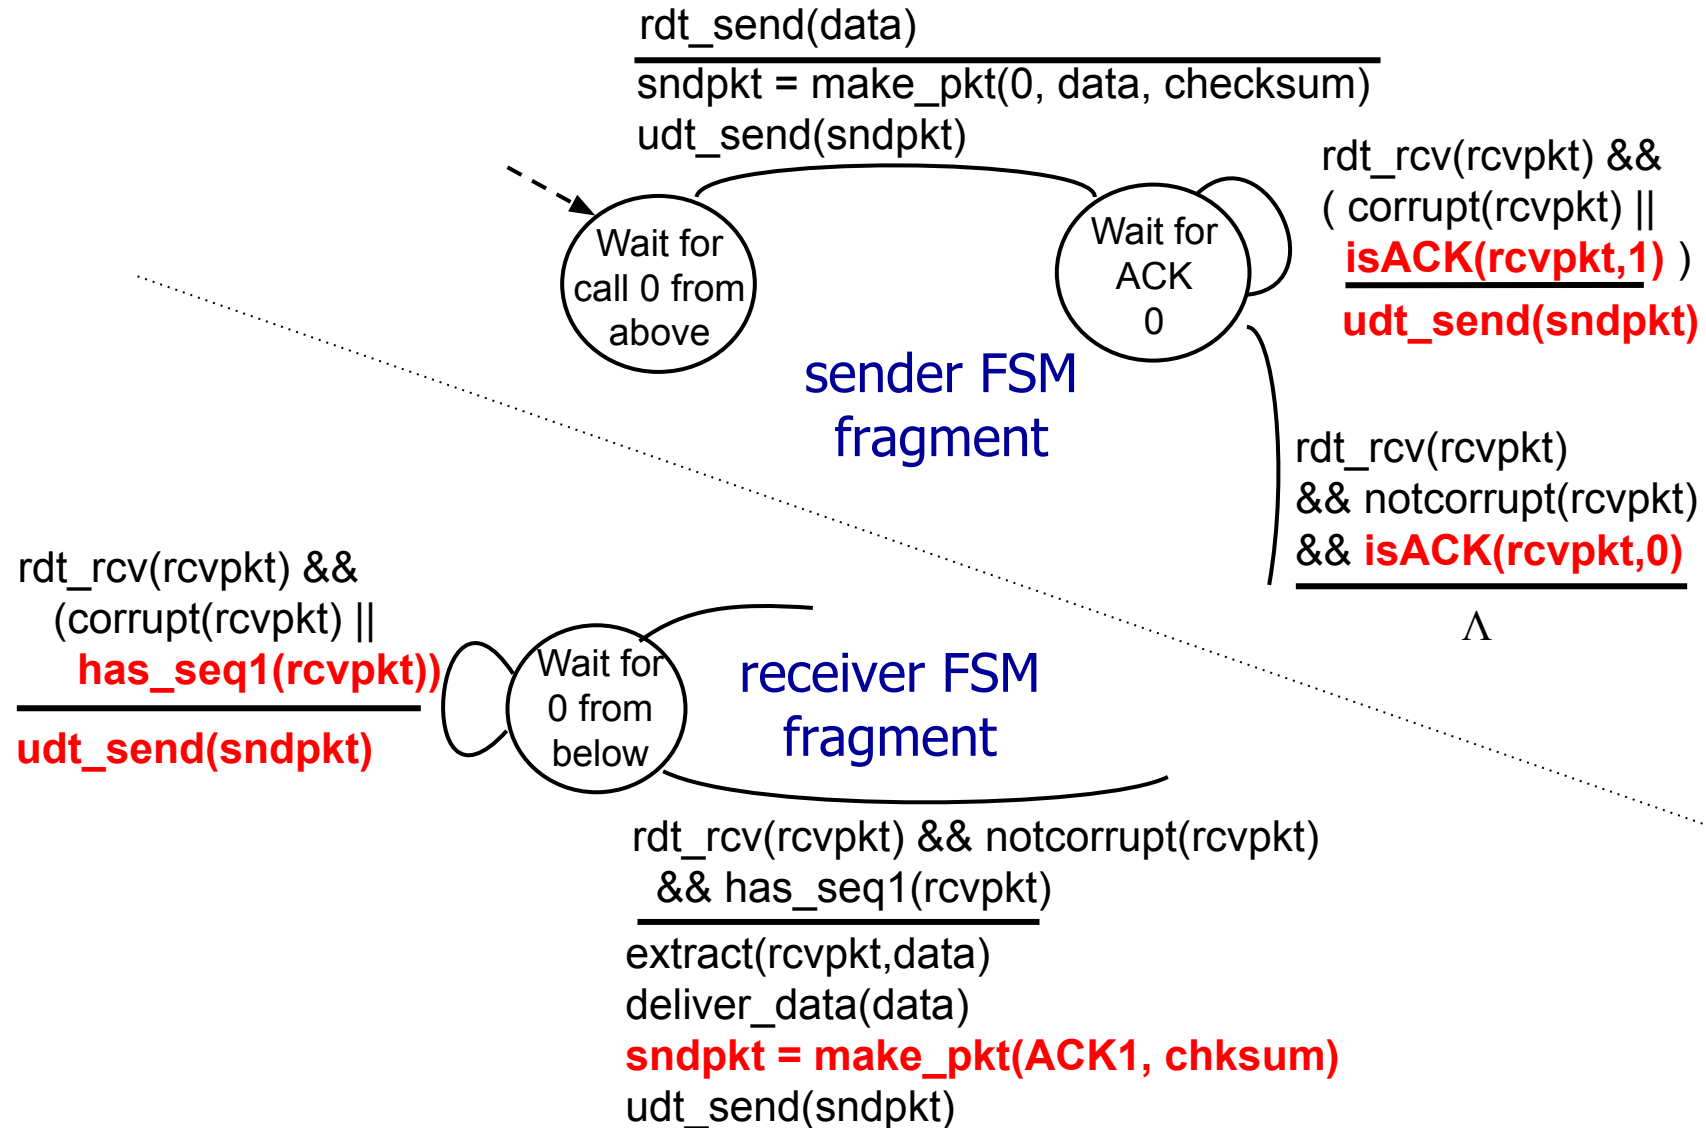 rdt_send(data)
sndpkt = make_pkt(0, data, checksum)
udt_send(sndpkt)
Wait for
call 0 from
above
Wait for
ACK
0
rdt_rcv(rcvpkt) &&
( corrupt(rcvpkt) ||
isACK(rcvpkt,1) )
udt_send(sndpkt)
sender FSM
fragment
rdt_rcv(rcvpkt)
&& notcorrupt(rcvpkt)
&& isACK(rcvpkt,0)
Λ
rdt_rcv(rcvpkt) &&
(corrupt(rcvpkt) ||
has_seq1(rcvpkt))
udt_send(sndpkt)
Wait for
0 from
below
receiver FSM
fragment
rdt_rcv(rcvpkt) && notcorrupt(rcvpkt)
&& has_seq1(rcvpkt)
extract(rcvpkt,data)
deliver_data(data)
sndpkt = make_pkt(ACK1, chksum)
udt_send(sndpkt)